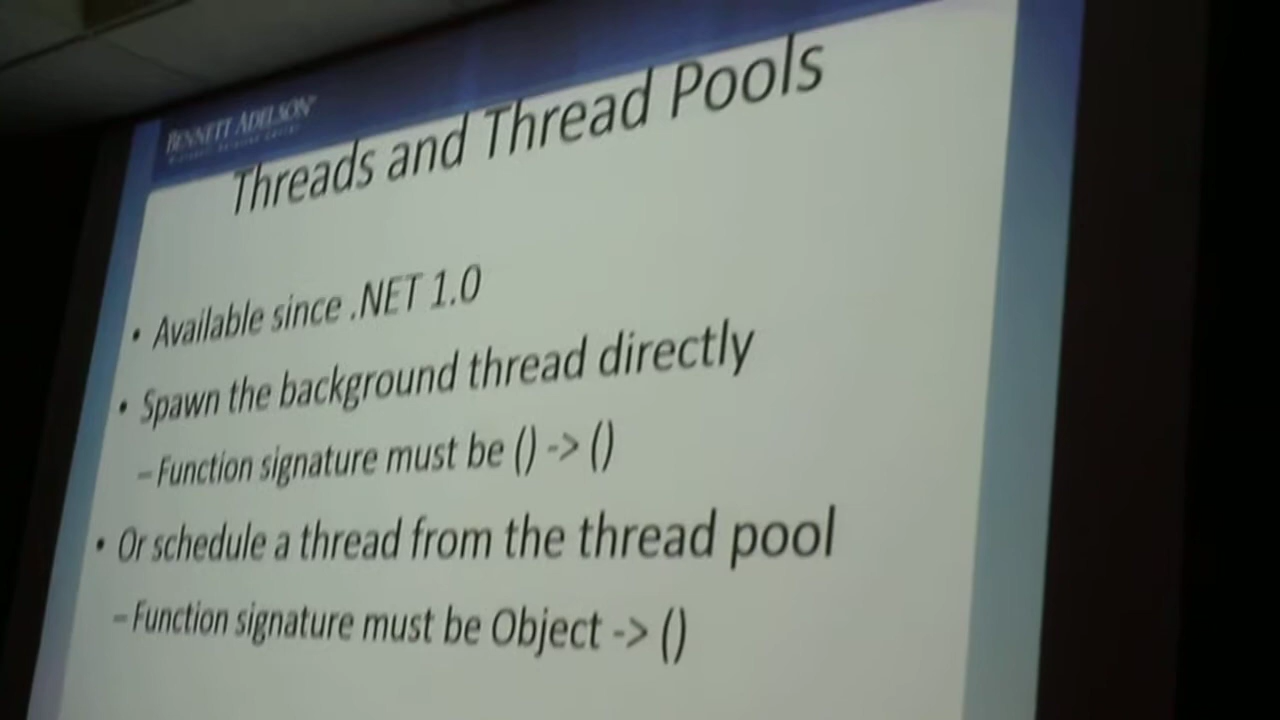 BENNETT ADELSON
Threads and Thread Pools
• Available since .NET 1.0
• Spawn the background thread directly
– Function signature must be () -> ()
• Or schedule a thread from the thread pool
– Function signature must be Object -> ()